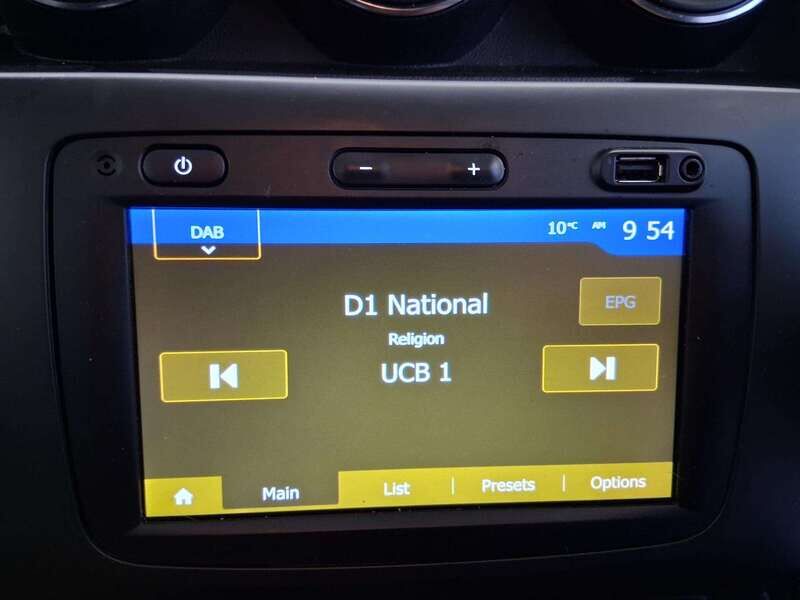 - +
DAB
10°C AM 9 54
D1 National
EPG
Religion
UCB 1
Main List | Presets | Options